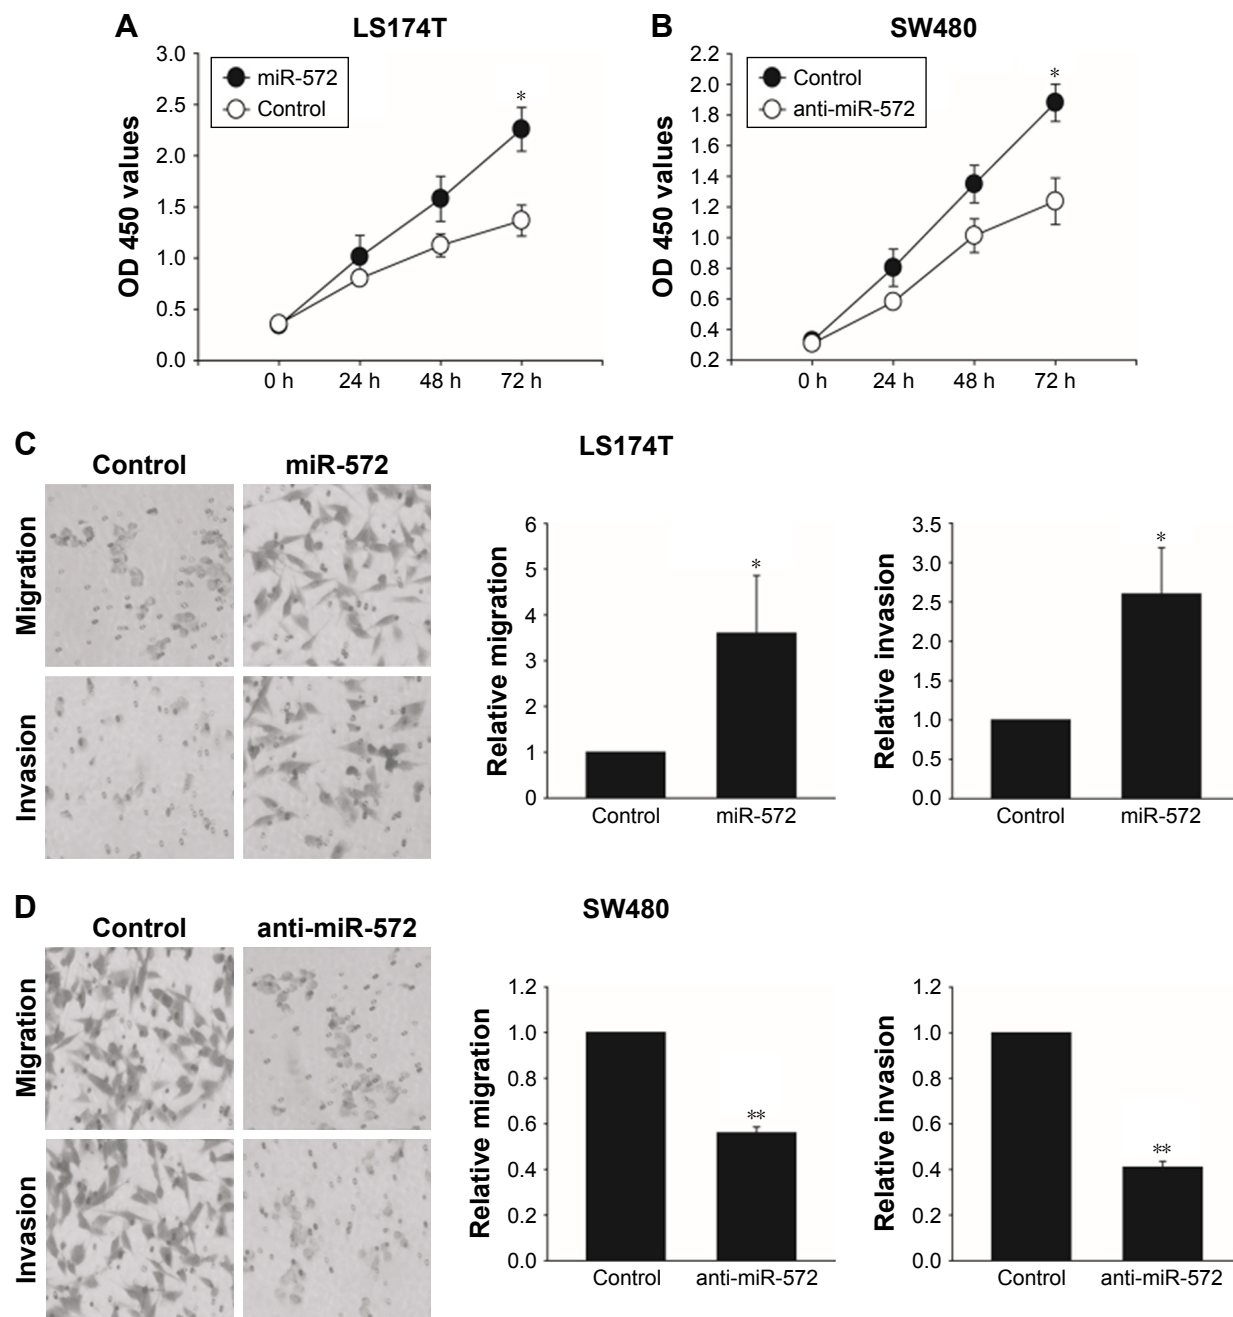 A
LS174T
3.0
2.5
2.0
1.5
1.0
0.5
0.0
OD 450 values
miR-572
Control
*
0 h 24 h 48 h 72 h
B
SW480
2.2
2.0
1.8
1.6
1.4
1.2
1.0
0.8
0.6
0.4
0.2
OD 450 values
Control
anti-miR-572
*
0 h 24 h 48 h 72 h
C
LS174T
Control miR-572
Migration
Invasion
Relative migration
6
5
4
3
2
1
0
*
Control miR-572
Relative invasion
3.5
3.0
2.5
2.0
1.5
1.0
0.5
0.0
*
Control miR-572
D
SW480
Control anti-miR-572
Migration
Invasion
Relative migration
1.2
1.0
0.8
0.6
0.4
0.2
0.0
**
Control anti-miR-572
Relative invasion
1.2
1.0
0.8
0.6
0.4
0.2
0.0
**
Control anti-miR-572